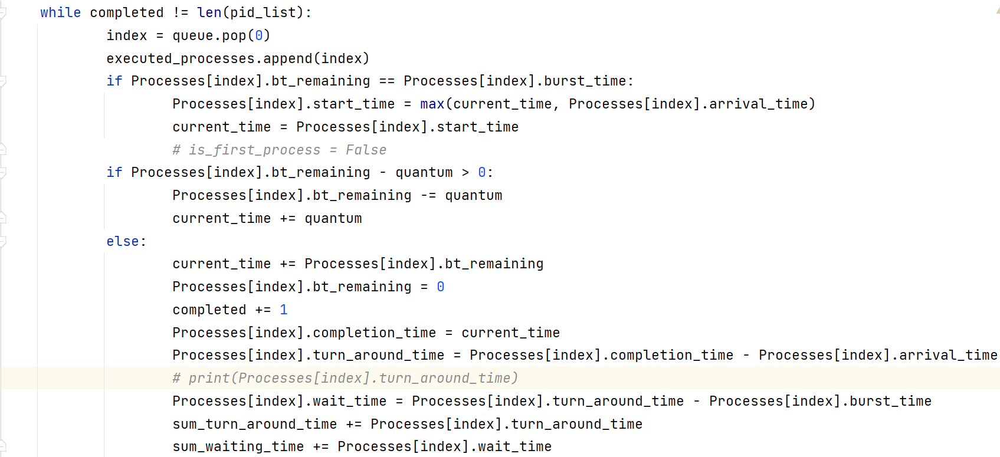 while completed != len(pid_list):
index = queue.pop(0)
executed_processes.append(index)
if Processes[index].bt_remaining == Processes[index].burst_time:
Processes[index].start_time = max(current_time, Processes[index].arrival_time)
current_time = Processes[index].start_time
# is_first_process = False
if Processes[index].bt_remaining - quantum > 0:
Processes[index].bt_remaining -= quantum
current_time += quantum
else:
current_time += Processes[index].bt_remaining
Processes[index].bt_remaining = 0
completed += 1
Processes[index].completion_time = current_time
Processes[index].turn_around_time = Processes[index].completion_time - Processes[index].arrival_time
# print(Processes[index].turn_around_time)
Processes[index].wait_time = Processes[index].turn_around_time - Processes[index].burst_time
sum_turn_around_time += Processes[index].turn_around_time
sum_waiting_time += Processes[index].wait_time